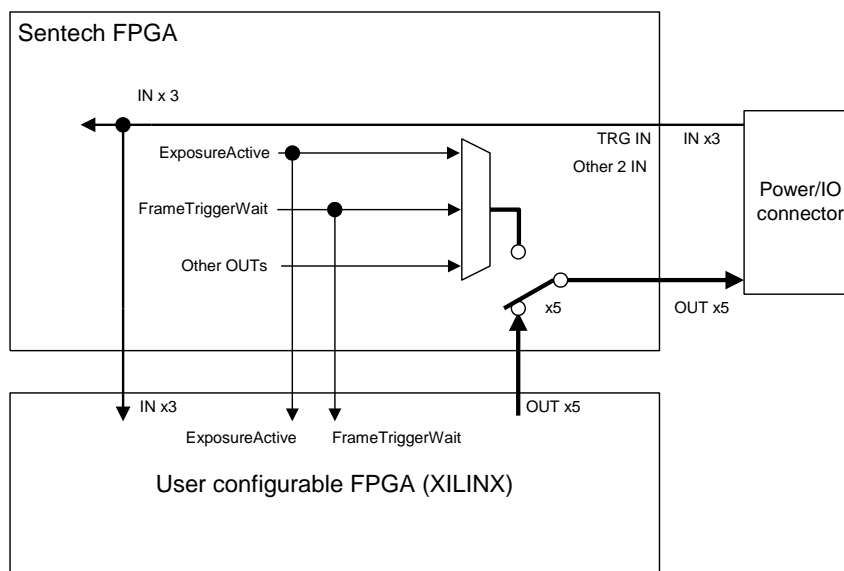 Sentech FPGA
IN x 3
TRG IN
IN x3
ExposureActive
Other 2 IN
Power/IO
connector
FrameTriggerWait
Other OUTs
x5
OUT x5
IN x3
OUT x5
ExposureActive
FrameTriggerWait
User configurable FPGA (XILINX)